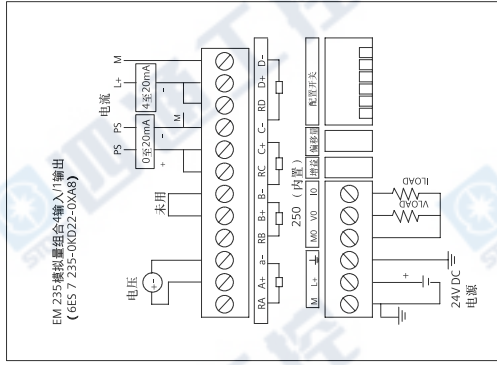 EM 235模拟量组合4输入/1输出
(6ES 7 235-0KD22-0XA8)
电压
未用
电流
0至20mA
4至20mA
PS
PS
L+
M
+
-
+
-
M
-
RA A+ a- RB B+ B- RC C+ C- RD D+ D-
250 (内置)
M L+ M0 V0 I0
增益
偏移量
配置开关
24V DC
电源
+
-
VLOAD
ILOAD